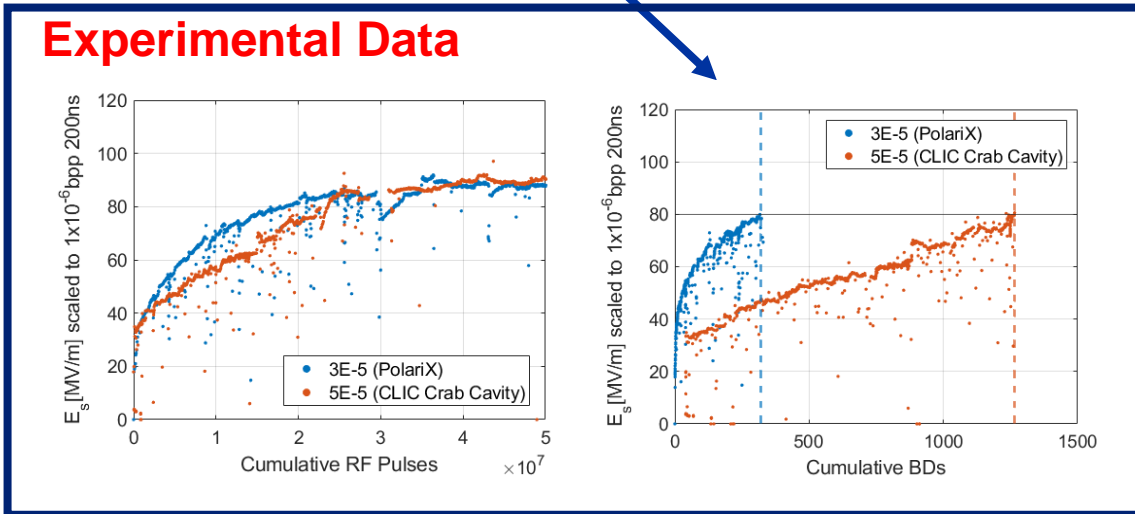 Experimental Data
E_s[MV/m] scaled to 1x10^-6bpp 200ns
120
100
80
60
40
20
0
3E-5 (PolariX)
5E-5 (CLIC Crab Cavity)
0
1
2
3
4
5
×10^7
Cumulative RF Pulses
E_s[MV/m] scaled to 1x10^-6bpp 200ns
120
100
80
60
40
20
0
3E-5 (PolariX)
5E-5 (CLIC Crab Cavity)
0
500
1000
1500
Cumulative BDs